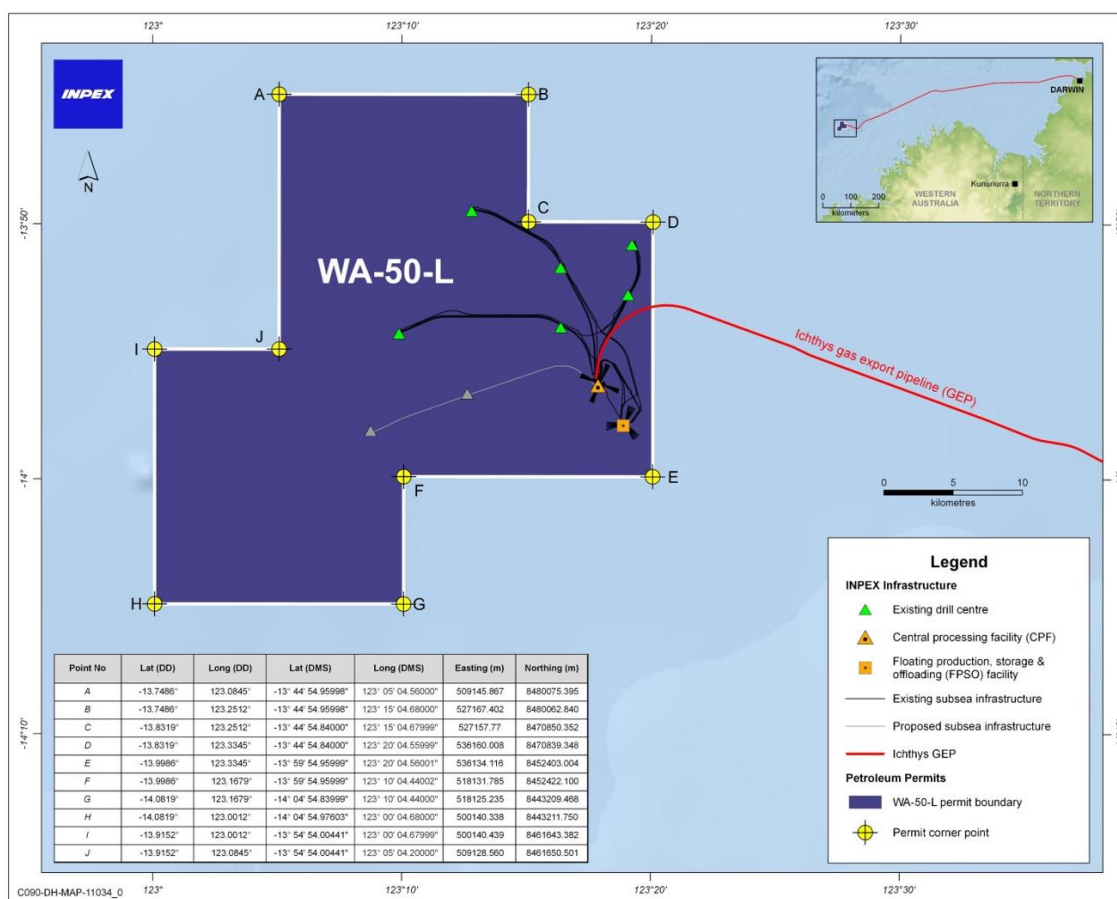 123°
123°10'
123°20'
123°30'
INPEX
N
A
B
C
D
-13°50'
WA-50-L
I
J
Ichthys gas export pipeline (GEP)
-14°
F
E
H
G
0 5 10
kilometres
DARWIN
Kununurra
WESTERN
AUSTRALIA
NORTHERN
TERRITORY
0 100 200
kilometers
Legend
INPEX Infrastructure
Existing drill centre
Central processing facility (CPF)
Floating production, storage &
offloading (FPSO) facility
Existing subsea infrastructure
Proposed subsea infrastructure
Ichthys GEP
Petroleum Permits
WA-50-L permit boundary
Permit corner point
Point No Lat (DD) Long (DD) Lat (DMS) Long (DMS) Easting (m) Northing (m)
A -13.7486° 123.0845° -13° 44' 54.95998" 123° 05' 04.56000" 509145.867 8480075.395
B -13.7486° 123.2512° -13° 44' 54.95998" 123° 15' 04.68000" 527167.402 8480062.840
C -13.8319° 123.2512° -13° 44' 54.84000" 123° 15' 04.67999" 527157.77 8470850.352
D -13.8319° 123.3345° -13° 44' 54.84000" 123° 20' 04.55999" 536160.008 8470839.348
E -13.9986° 123.3345° -13° 59' 54.95999" 123° 20' 04.56001" 536134.116 8452403.004
F -13.9986° 123.1679° -13° 59' 54.95999" 123° 10' 04.44002" 518131.785 8452422.100
G -14.0819° 123.1679° -14° 04' 54.83999" 123° 10' 04.44000" 518125.235 8443209.468
H -14.0819° 123.0012° -14° 04' 54.97603" 123° 00' 04.68000" 500140.338 8443211.750
I -13.9152° 123.0012° -13° 54' 54.00441" 123° 00' 04.67999" 500140.439 8461643.382
J -13.9152° 123.0845° -13° 54' 54.00441" 123° 05' 04.20000" 509128.560 8461650.501
-14°10'
C090-DH-MAP-11034_0
123°
123°10'
123°20'
123°30'